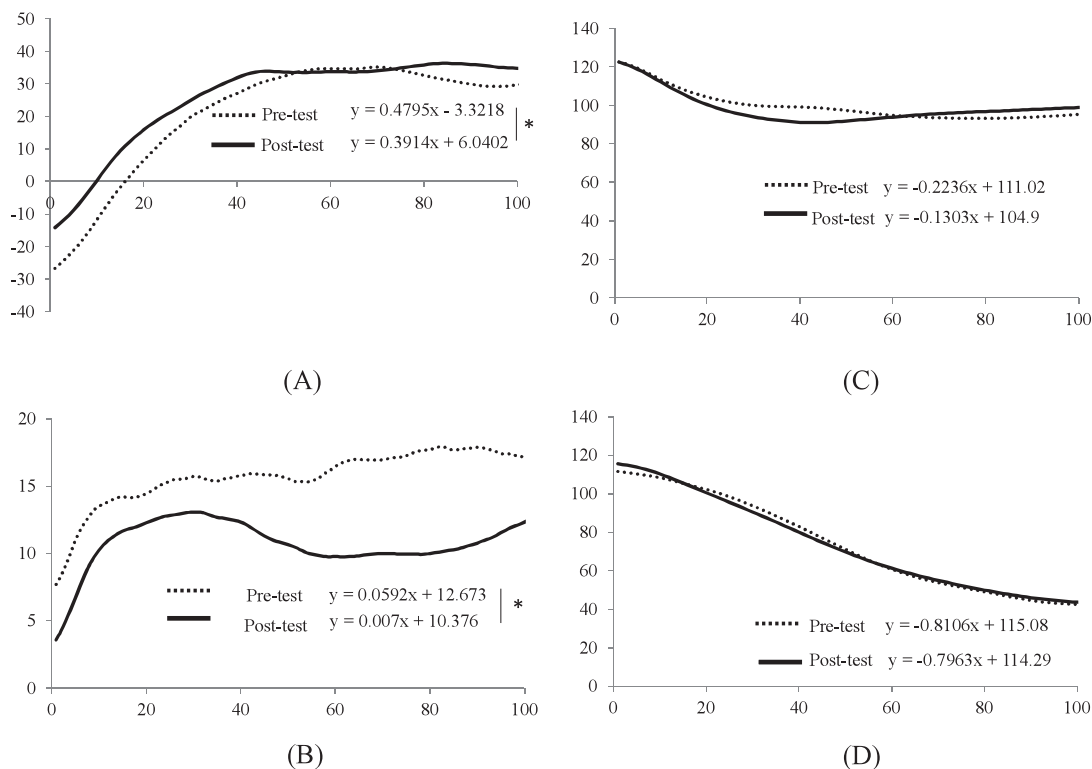 50
40
30
20
10
0
-10
-20
-30
-40
0 20 40 60 80 100
Pre-test y = 0.4795x - 3.3218
Post-test y = 0.3914x + 6.0402
*
(A)
140
120
100
80
60
40
20
0
0 20 40 60 80 100
Pre-test y = -0.2236x + 111.02
Post-test y = -0.1303x + 104.9
(C)
20
15
10
5
0
0 20 40 60 80 100
Pre-test y = 0.0592x + 12.673
Post-test y = 0.007x + 10.376
*
(B)
140
120
100
80
60
40
20
0
0 20 40 60 80 100
Pre-test y = -0.8106x + 115.08
Post-test y = -0.7963x + 114.29
(D)